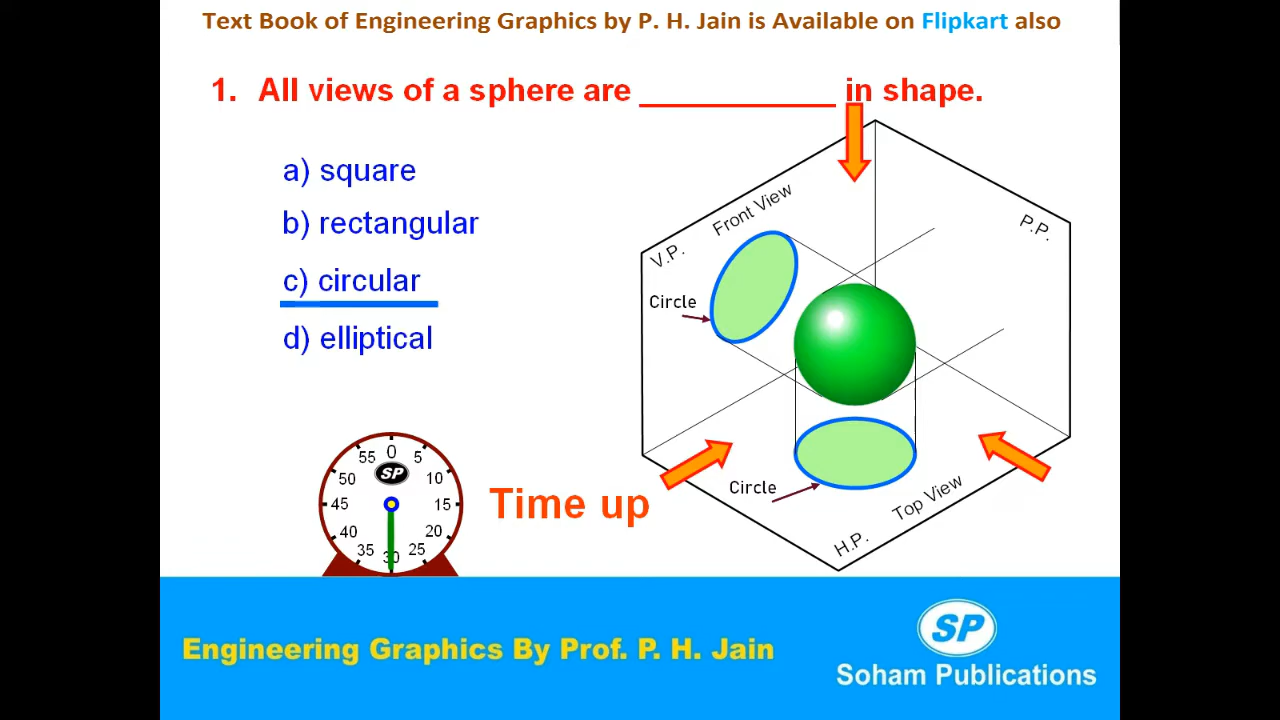 Text Book of Engineering Graphics by P. H. Jain is Available on Flipkart also
1. All views of a sphere are ____________ in shape.
a) square
b) rectangular
c) circular
d) elliptical
V.P.
Front View
P.P.
Circle
Circle
Top View
H.P.
0
5
10
15
20
25
30
35
40
45
50
55
SP
Time up
Engineering Graphics By Prof. P. H. Jain
SP
Soham Publications